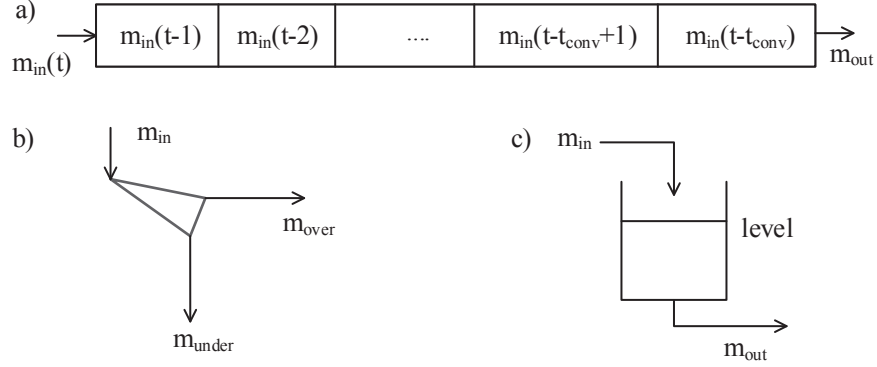 a)
m_in(t)
m_in(t-1) m_in(t-2) .... m_in(t-t_conv+1) m_in(t-t_conv)
m_out
b)
m_in
m_over
m_under
c)
m_in
level
m_out